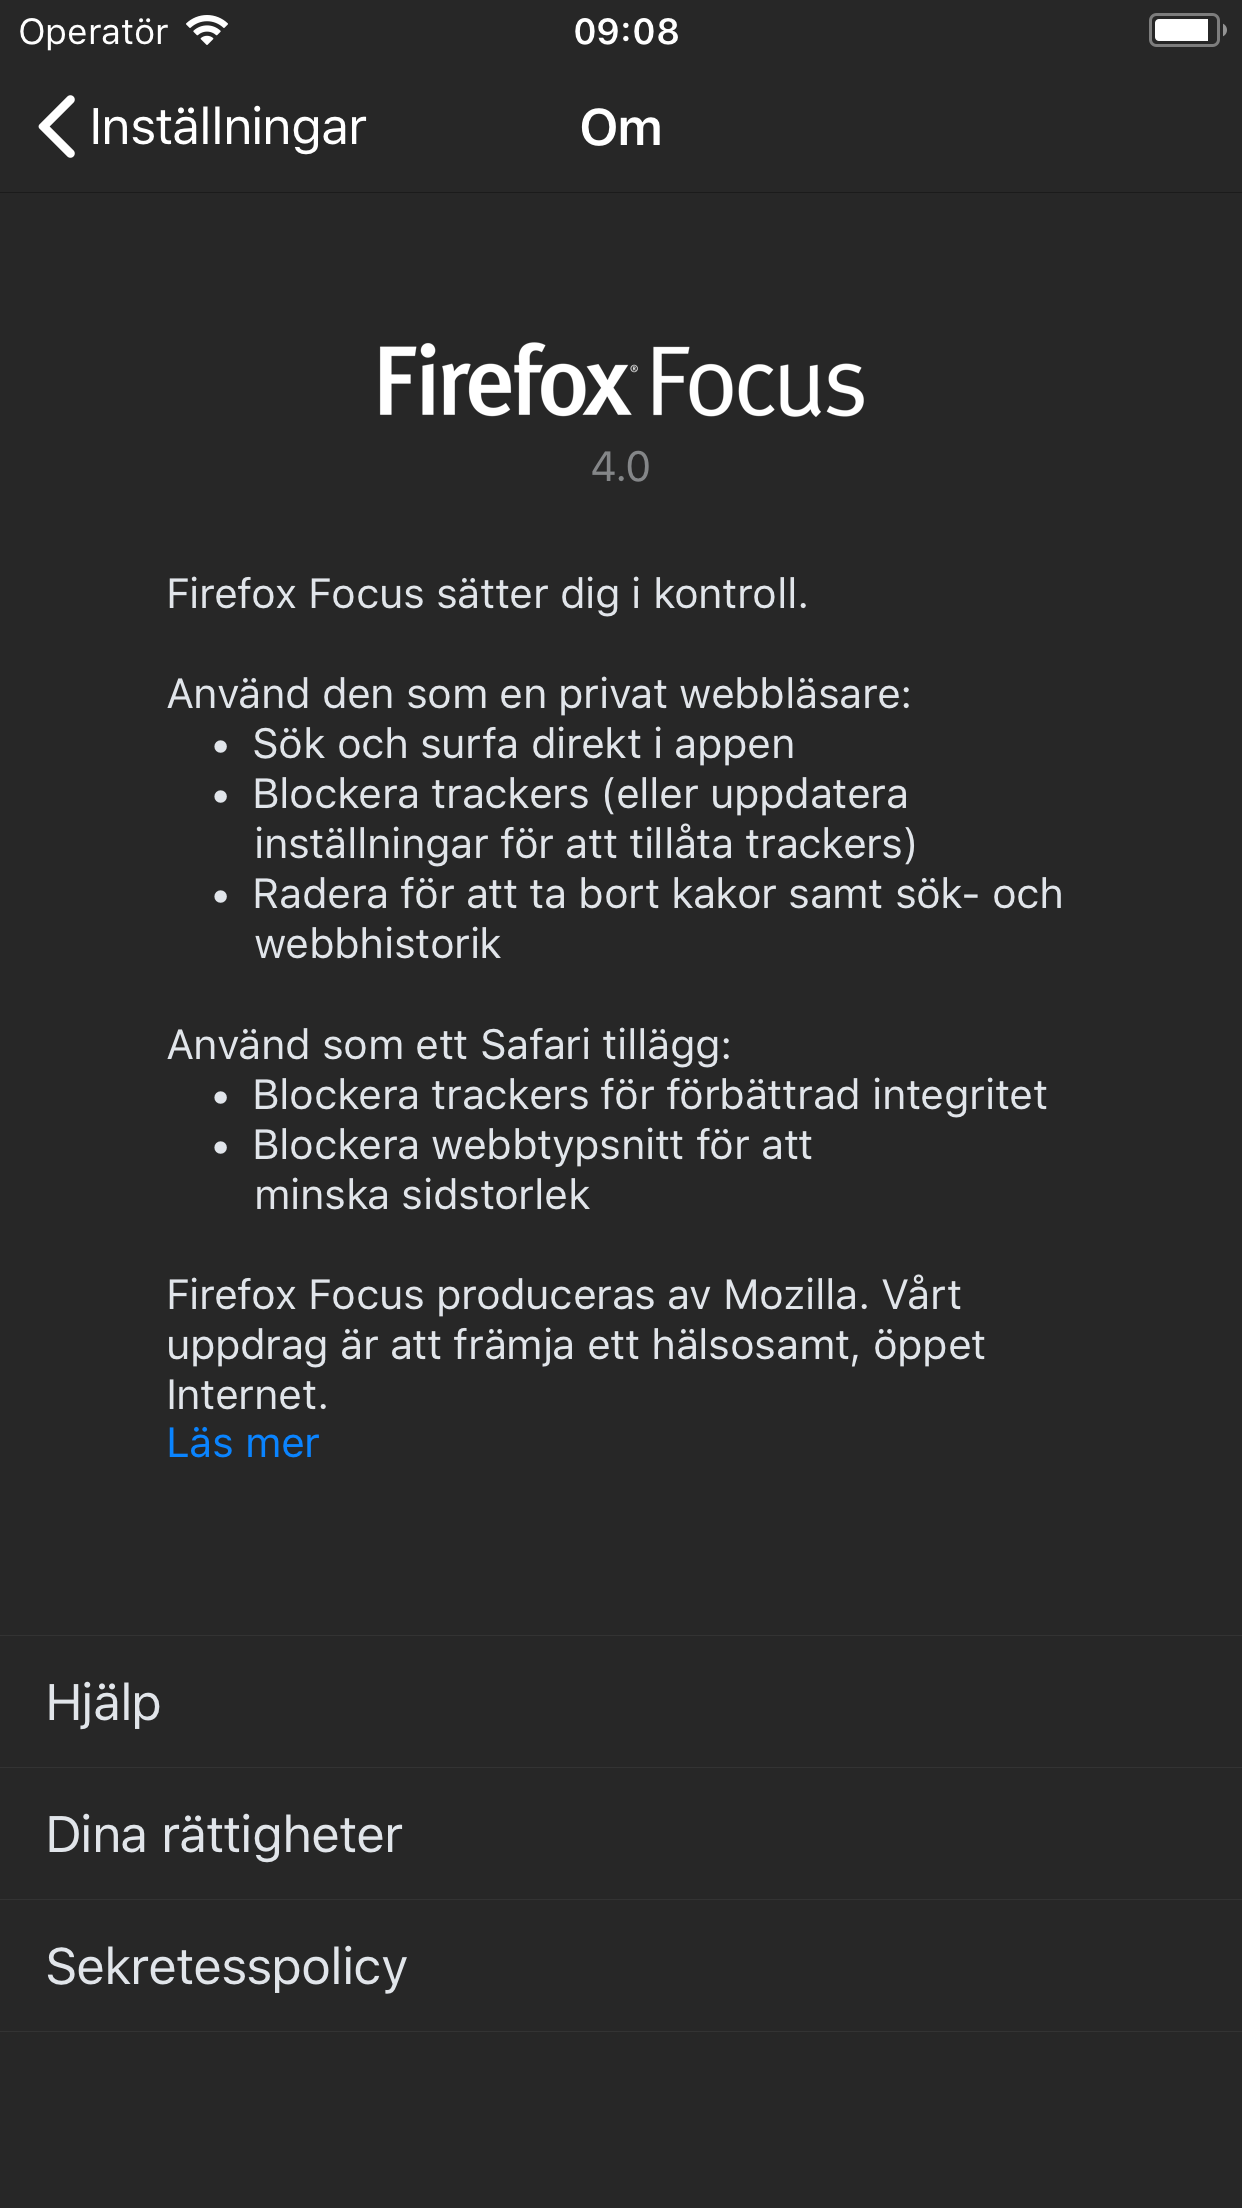 Operatör
09:08
Inställningar
Om
Firefox® Focus
4.0
Firefox Focus sätter dig i kontroll.
Använd den som en privat webbläsare:
• Sök och surfa direkt i appen
• Blockera trackers (eller uppdatera
inställningar för att tillåta trackers)
• Radera för att ta bort kakor samt sök- och
webbhistorik
Använd som ett Safari tillägg:
• Blockera trackers för förbättrad integritet
• Blockera webbtypsnitt för att
minska sidstorlek
Firefox Focus produceras av Mozilla. Vårt
uppdrag är att främja ett hälsosamt, öppet
Internet.
Läs mer
Hjälp
Dina rättigheter
Sekretesspolicy